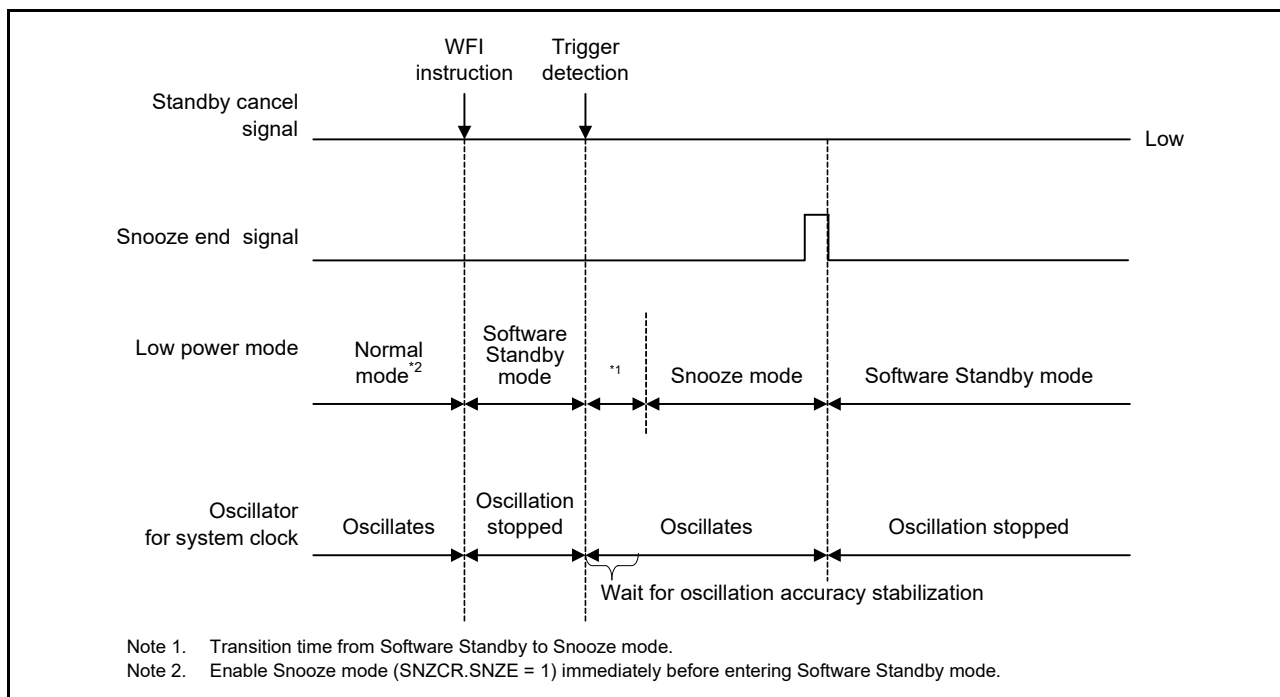 WFI
instruction
Trigger
detection
Standby cancel
signal
Low
Snooze end signal
Low power mode
Normal
mode*2
Software
Standby
mode
*1
Snooze mode
Software Standby mode
Oscillator
for system clock
Oscillates
Oscillation
stopped
Oscillates
Oscillation stopped
Wait for oscillation accuracy stabilization
Note 1. Transition time from Software Standby to Snooze mode.
Note 2. Enable Snooze mode (SNZCR.SNZE = 1) immediately before entering Software Standby mode.